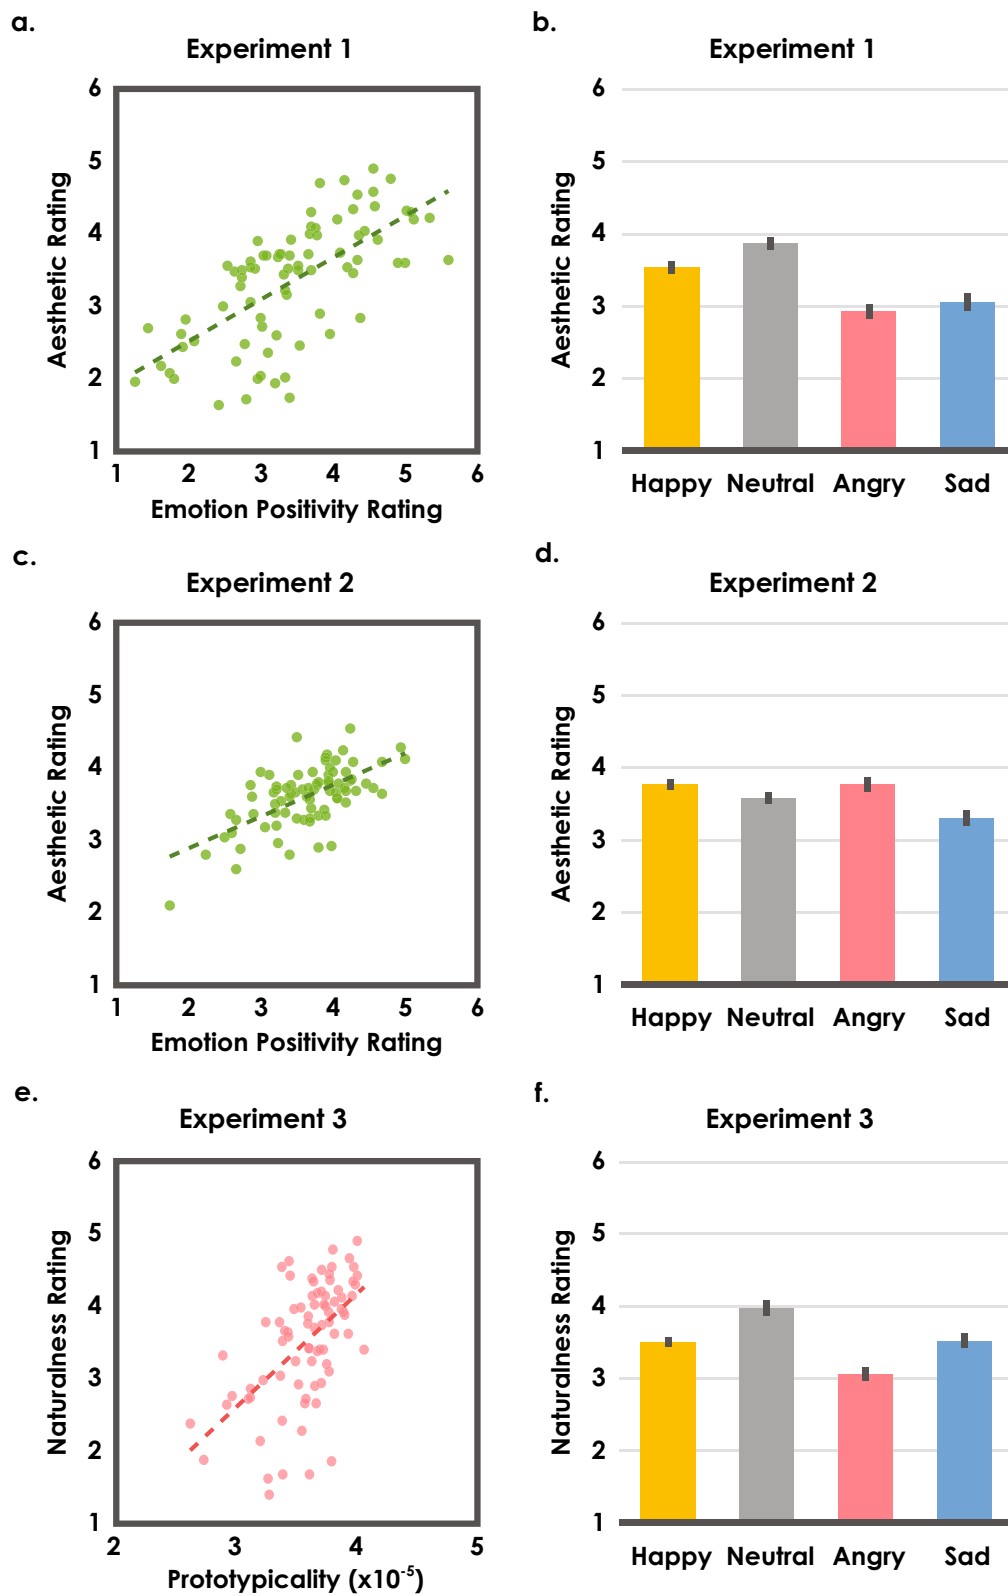 a.
Experiment 1
6
5
4
3
2
1
Aesthetic Rating
1 2 3 4 5 6
Emotion Positivity Rating
b.
Experiment 1
6
5
4
3
2
1
Aesthetic Rating
Happy Neutral Angry Sad
c.
Experiment 2
6
5
4
3
2
1
Aesthetic Rating
1 2 3 4 5 6
Emotion Positivity Rating
d.
Experiment 2
6
5
4
3
2
1
Aesthetic Rating
Happy Neutral Angry Sad
e.
Experiment 3
6
5
4
3
2
1
Naturalness Rating
2 3 4 5
Prototypicality (x10⁻⁵)
f.
Experiment 3
6
5
4
3
2
1
Naturalness Rating
Happy Neutral Angry Sad